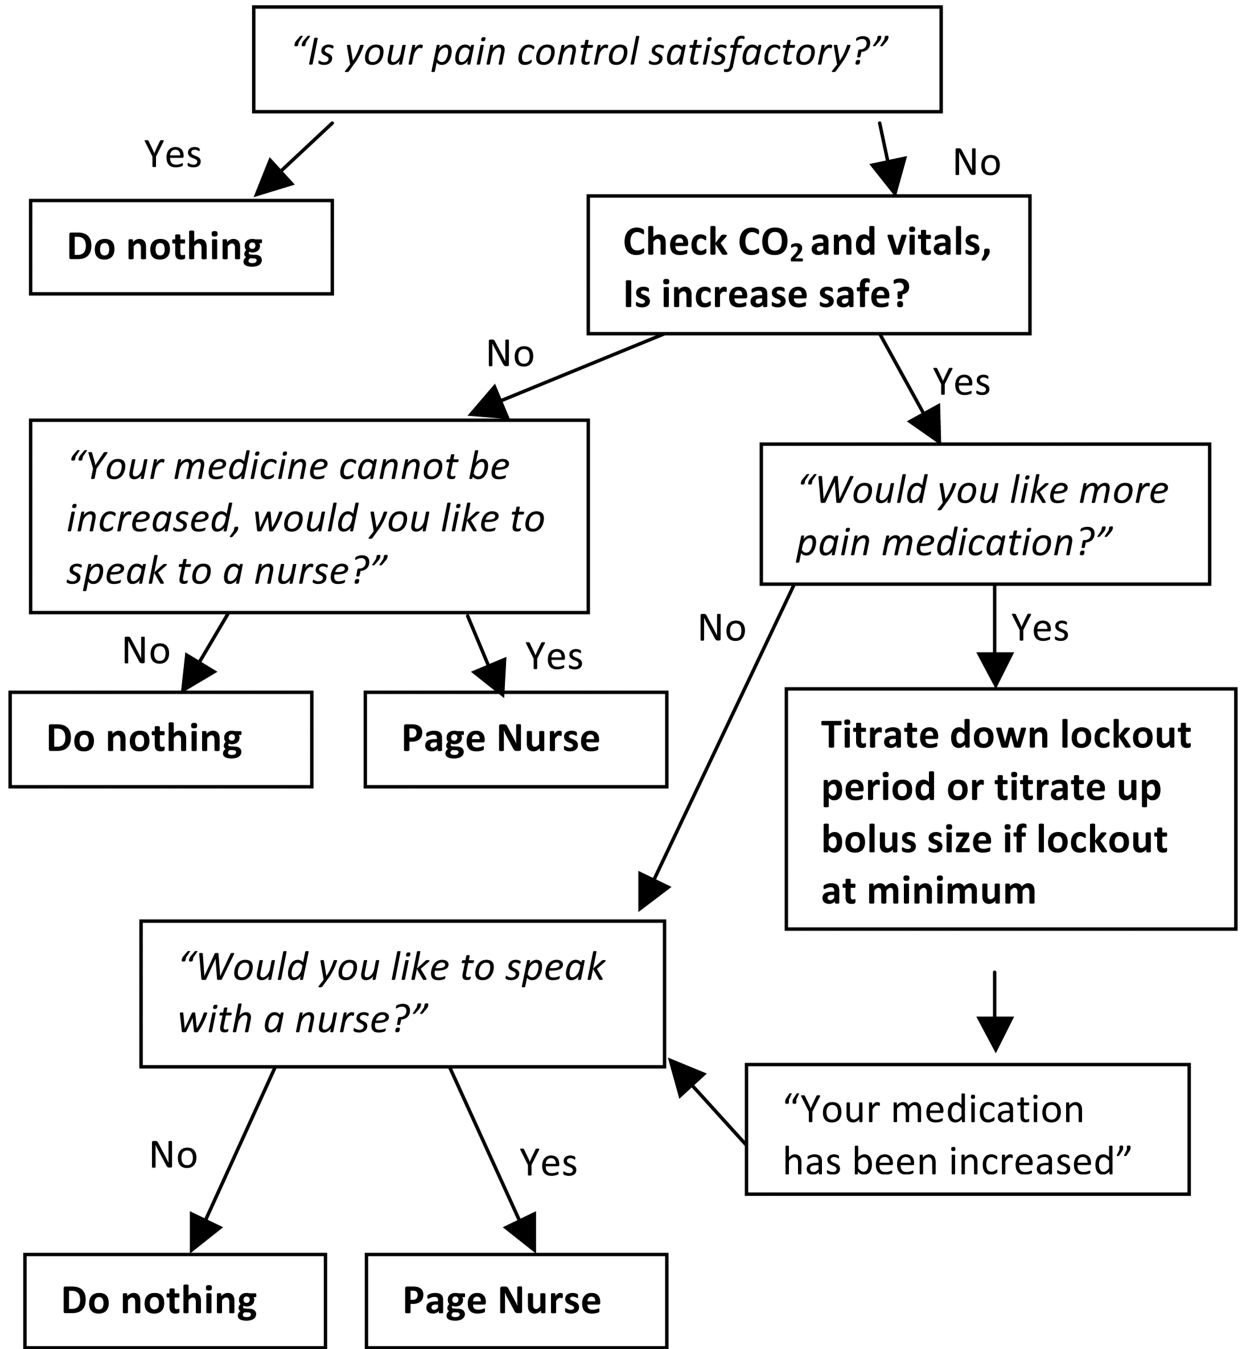 “Is your pain control satisfactory?”
Yes
No
Do nothing
Check CO₂ and vitals,
Is increase safe?
No
Yes
“Your medicine cannot be
increased, would you like to
speak to a nurse?”
“Would you like more
pain medication?”
No
Yes
No
Yes
Do nothing
Page Nurse
Titrate down lockout
period or titrate up
bolus size if lockout
at minimum
“Would you like to speak
with a nurse?”
“Your medication
has been increased”
No
Yes
Do nothing
Page Nurse